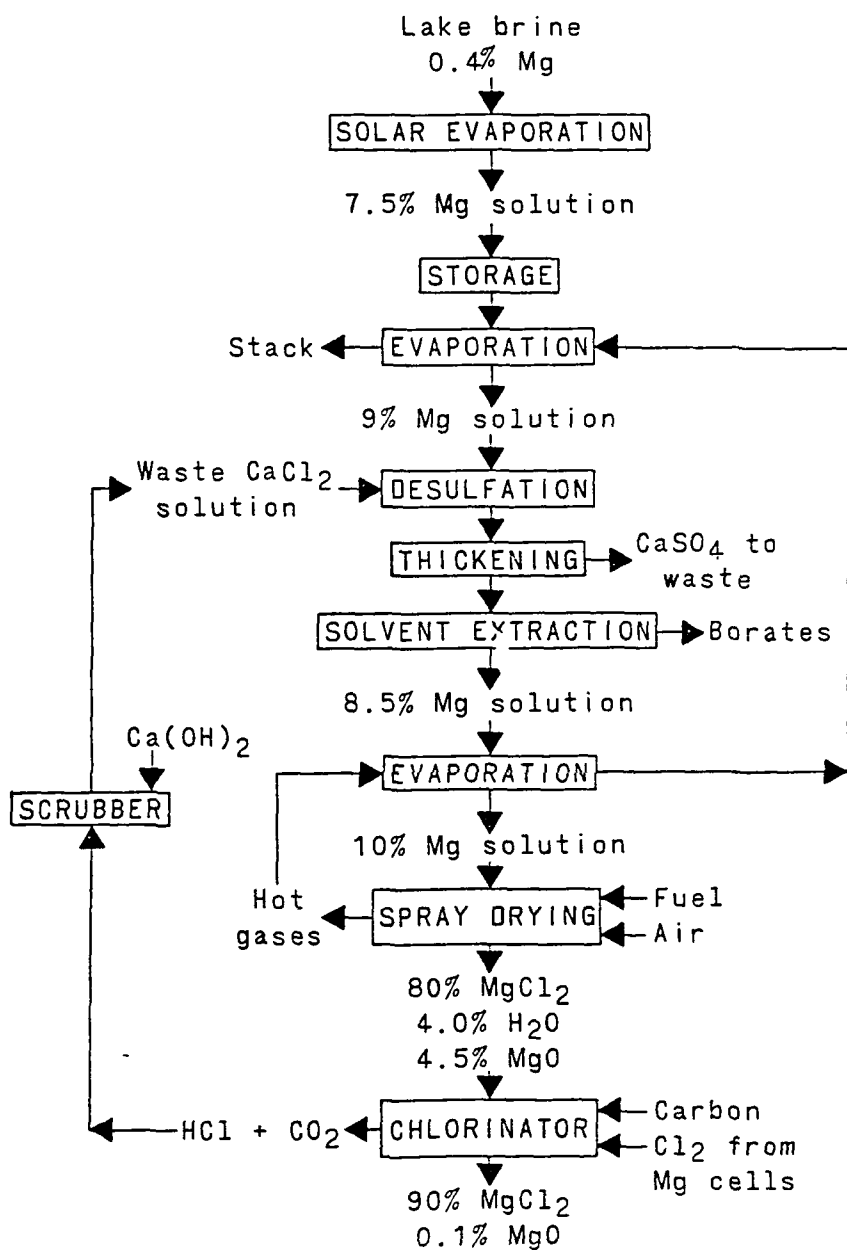 Lake brine
0.4% Mg
SOLAR EVAPORATION
7.5% Mg solution
STORAGE
Stack
EVAPORATION
9% Mg solution
Waste CaCl2
solution
DESULFATION
THICKENING
CaSO4 to
waste
SOLVENT EXTRACTION
Borates
8.5% Mg solution
Ca(OH)2
EVAPORATION
SCRUBBER
10% Mg solution
Hot
gases
SPRAY DRYING
Fuel
Air
80% MgCl2
4.0% H2O
4.5% MgO
HCl + CO2
CHLORINATOR
Carbon
Cl2 from
Mg cells
90% MgCl2
0.1% MgO